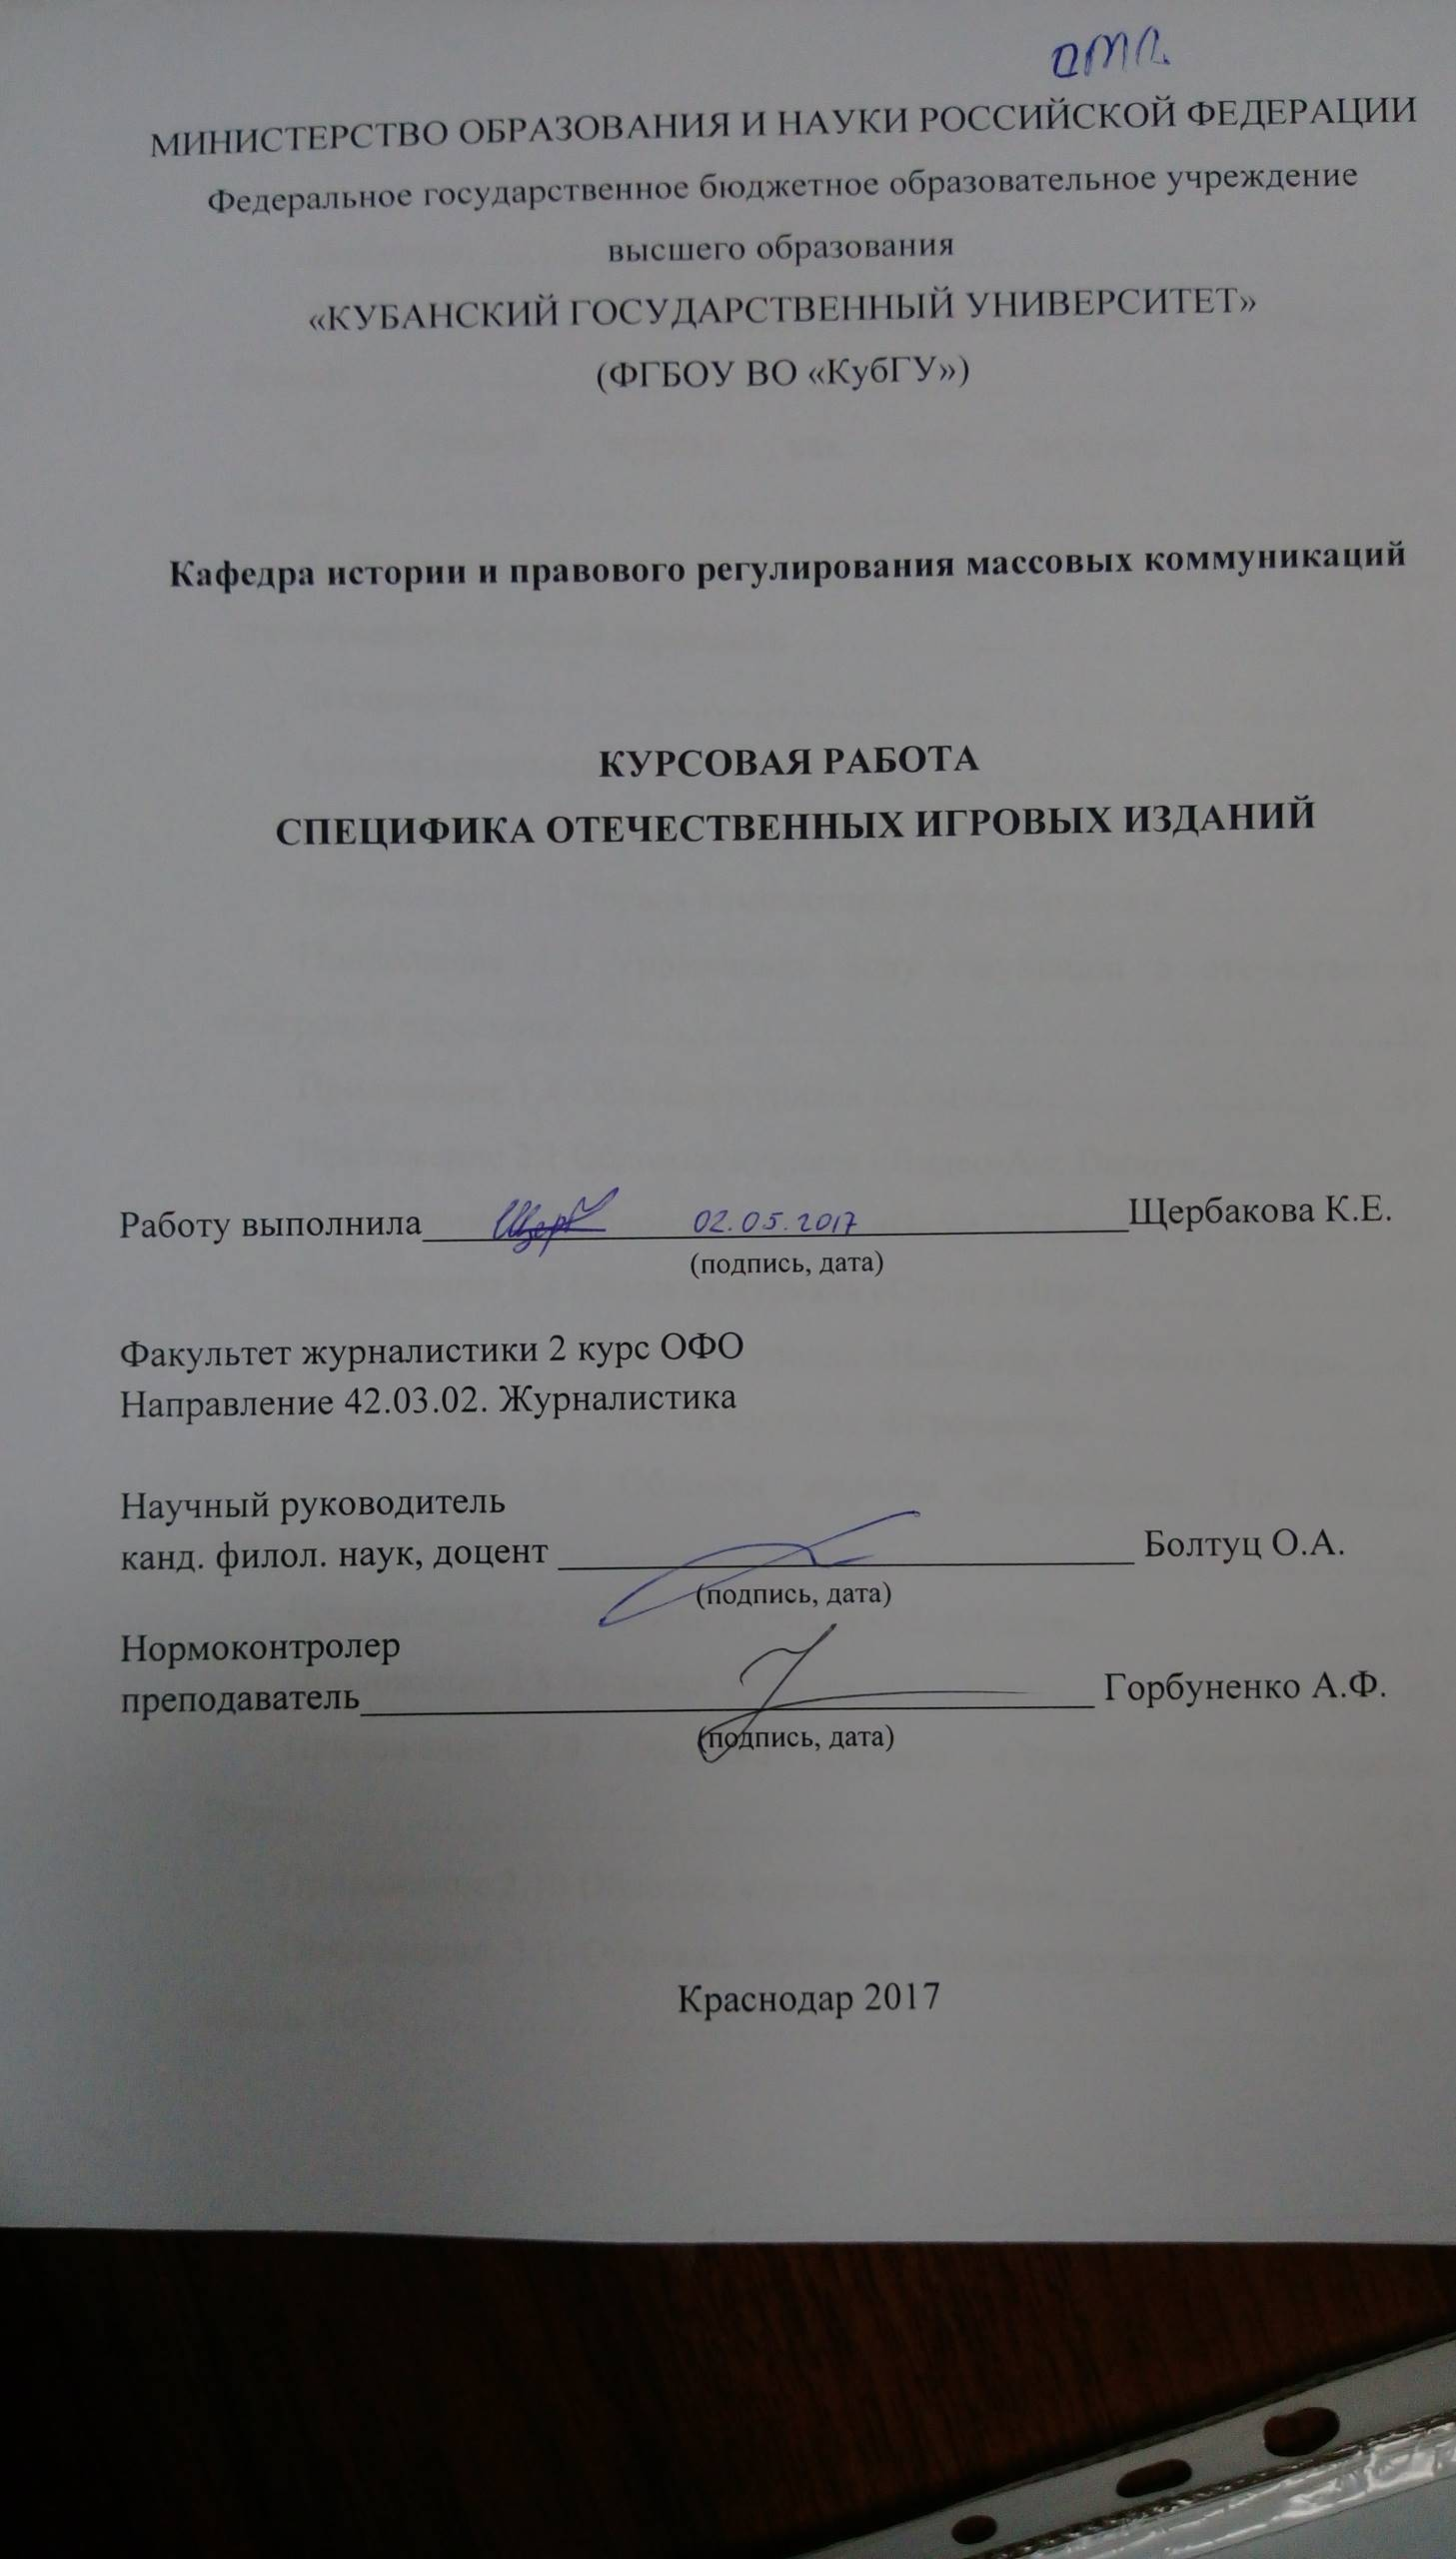 отл.
МИНИСТЕРСТВО ОБРАЗОВАНИЯ И НАУКИ РОССИЙСКОЙ ФЕДЕРАЦИИ
Федеральное государственное бюджетное образовательное учреждение
высшего образования
«КУБАНСКИЙ ГОСУДАРСТВЕННЫЙ УНИВЕРСИТЕТ»
(ФГБОУ ВО «КубГУ»)
Кафедра истории и правового регулирования массовых коммуникаций
КУРСОВАЯ РАБОТА
СПЕЦИФИКА ОТЕЧЕСТВЕННЫХ ИГРОВЫХ ИЗДАНИЙ
Работу выполнила 02.05.2017 Щербакова К.Е.
(подпись, дата)
Факультет журналистики 2 курс ОФО
Направление 42.03.02. Журналистика
Научный руководитель
канд. филол. наук, доцент Болтуц О.А.
(подпись, дата)
Нормоконтролер
преподаватель Горбуненко А.Ф.
(подпись, дата)
Краснодар 2017